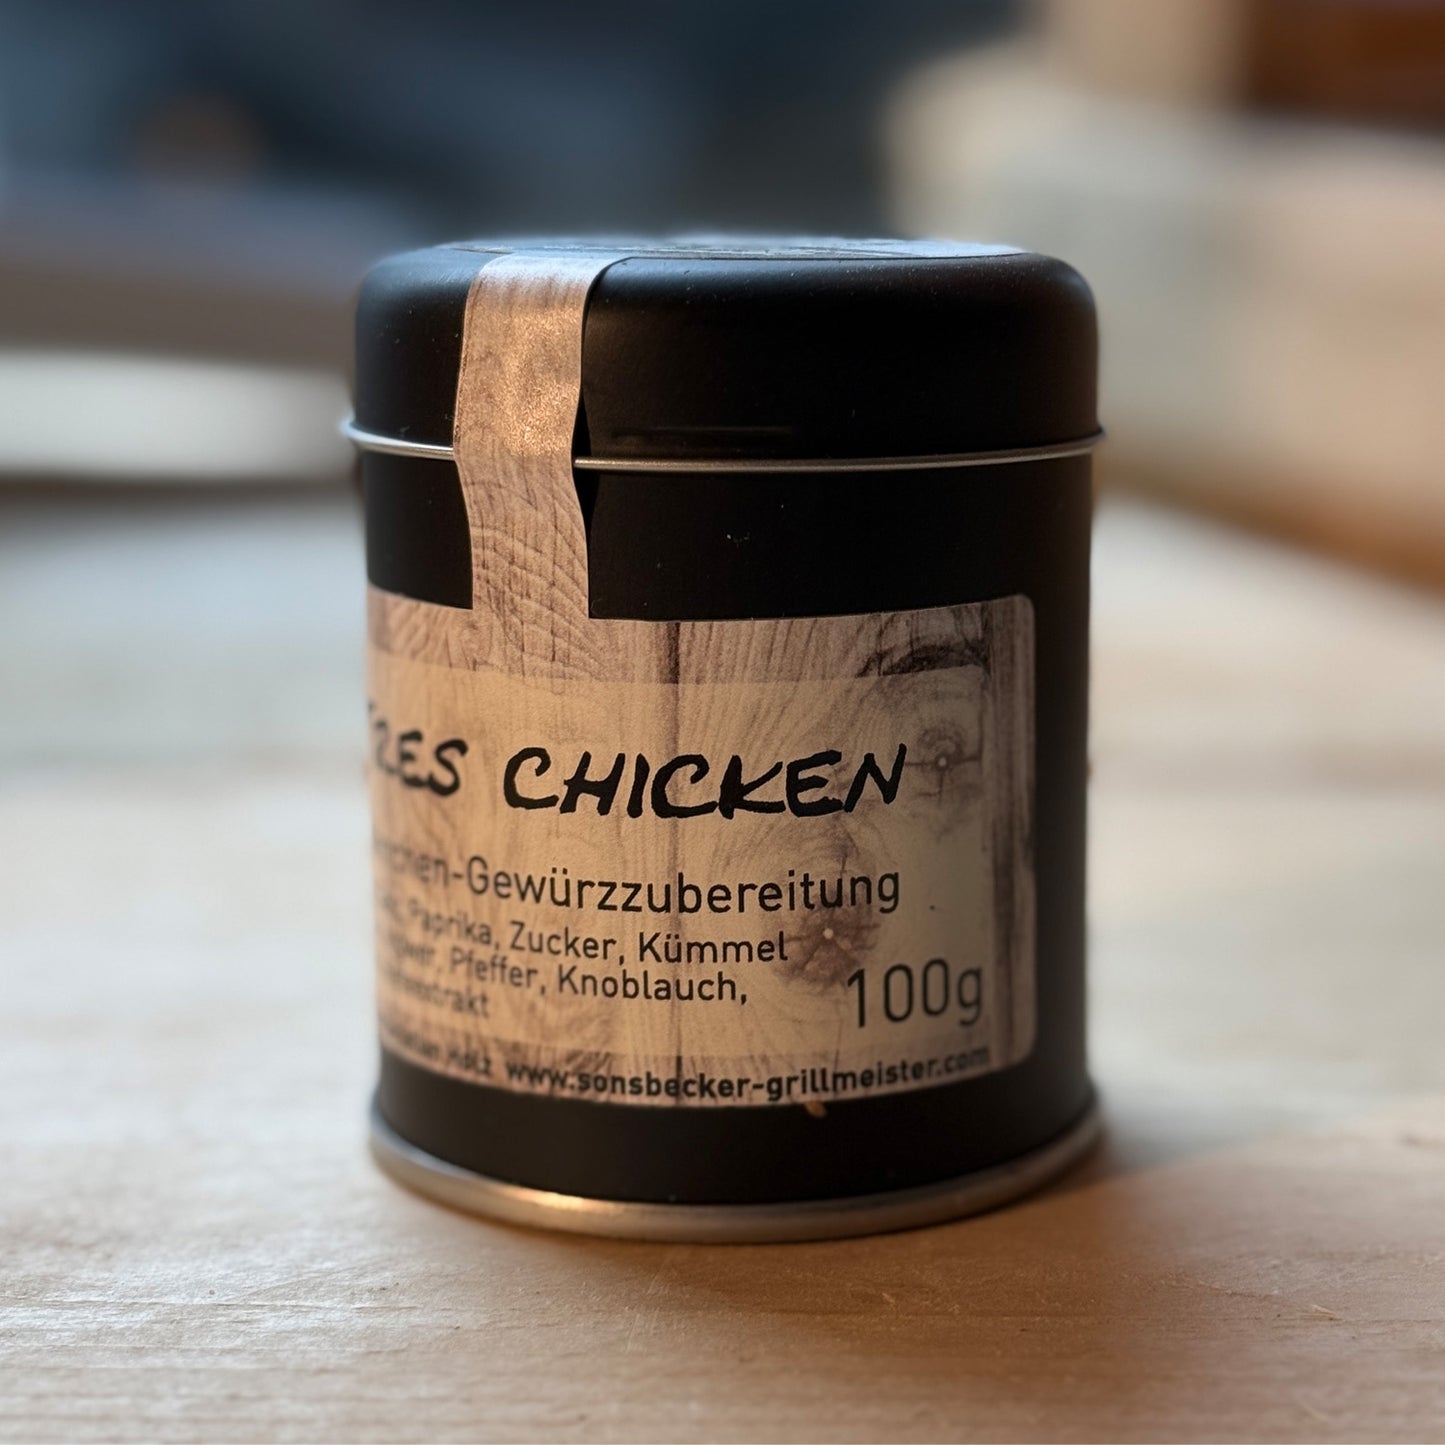 CHICKEN
-Gewürzzubereitung
Paprika, Zucker, Kümmel
Pfeffer, Knoblauch,
100g
www.sonsbecker-grillmeister.com